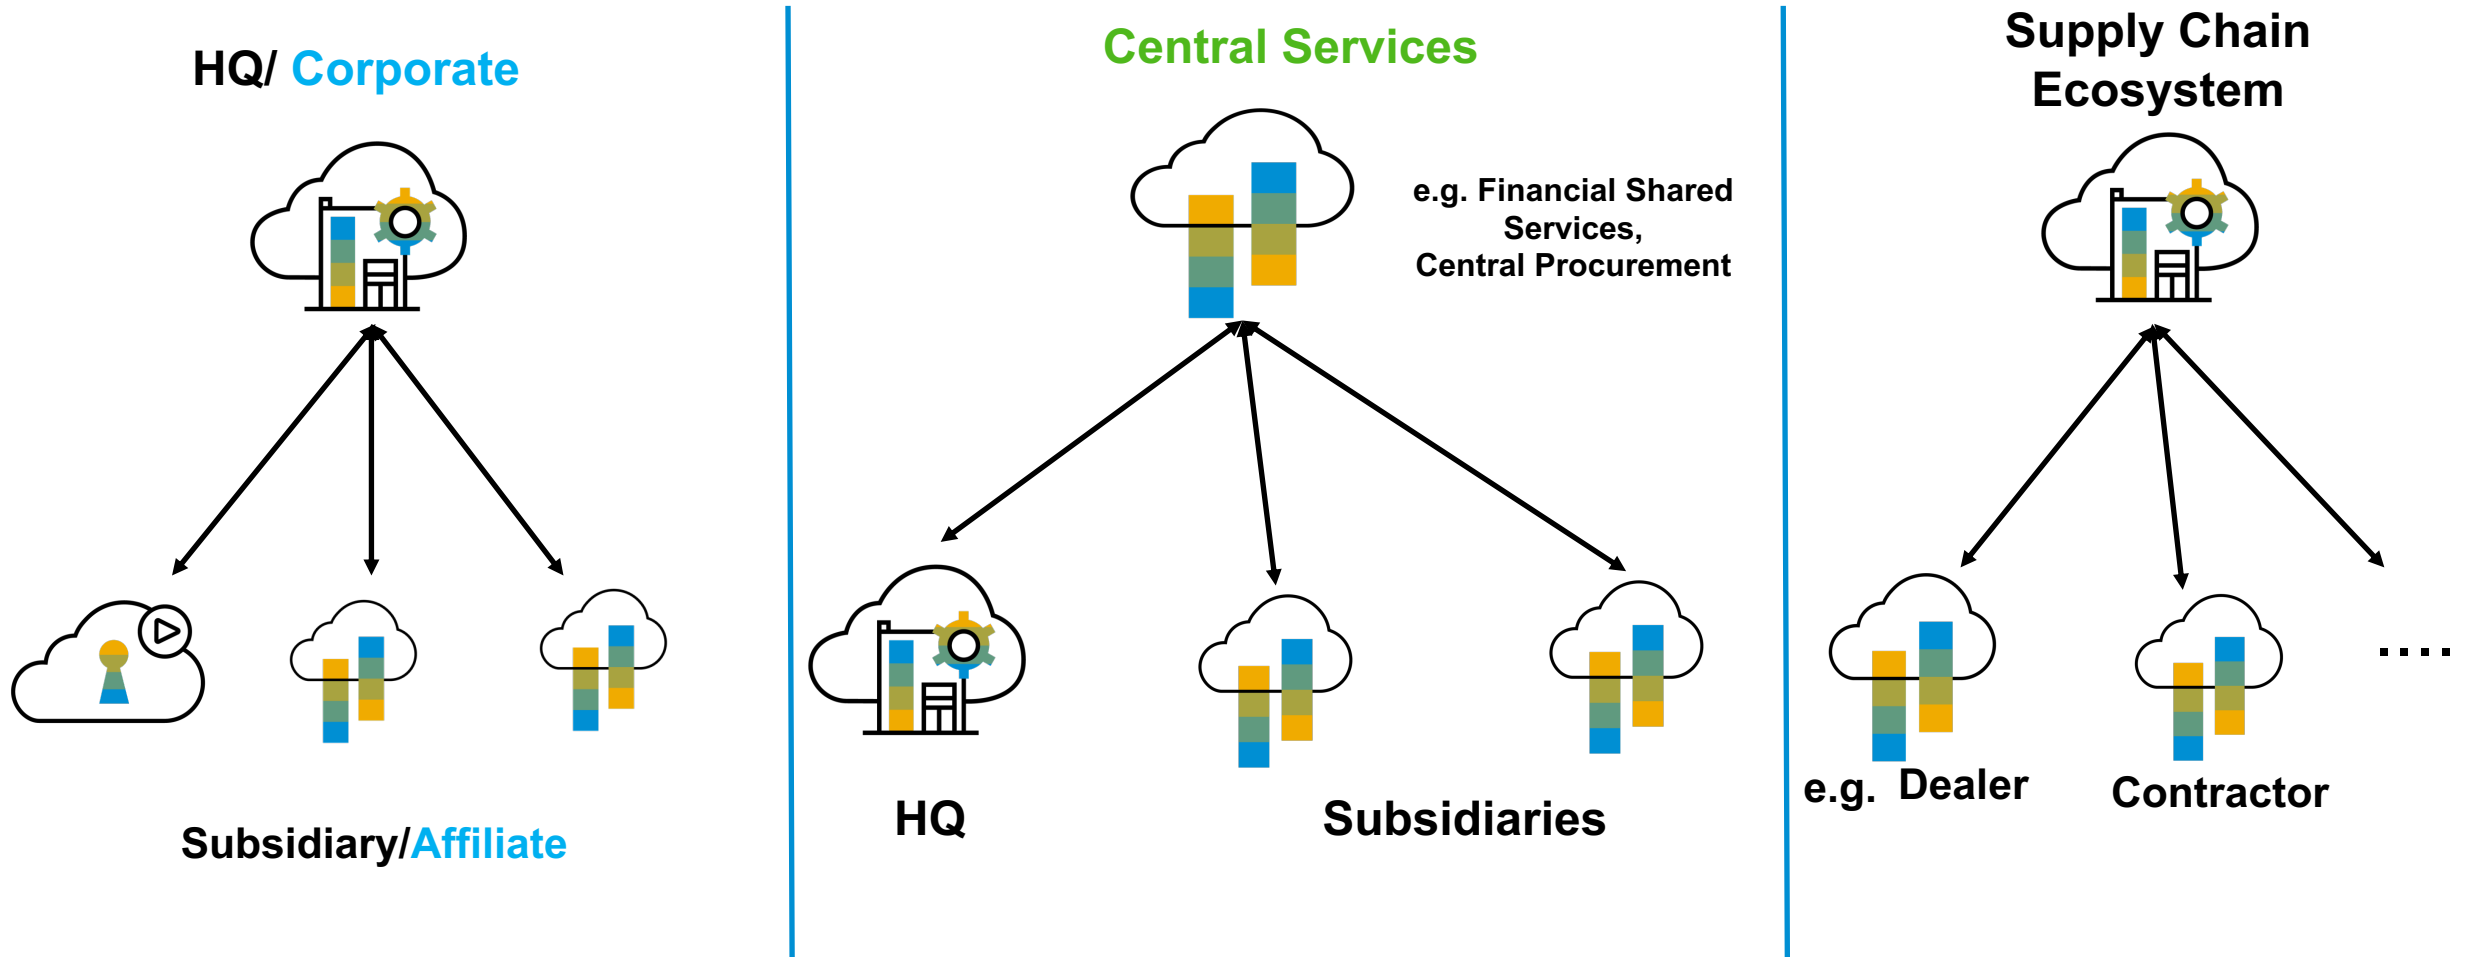 HQ/ Corporate
Subsidiary/Affiliate
Central Services
e.g. Financial Shared
Services,
Central Procurement
HQ
Subsidiaries
Supply Chain
Ecosystem
e.g. Dealer
Contractor
....